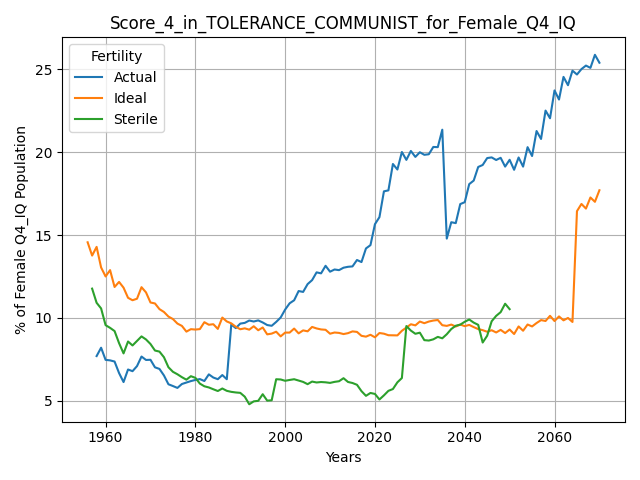 Score_4_in_TOLERANCE_COMMUNIST_for_Female_Q4_IQ
Fertility
Actual
Ideal
Sterile
% of Female Q4_IQ Population
25
20
15
10
5
1960
1980
2000
2020
2040
2060
Years